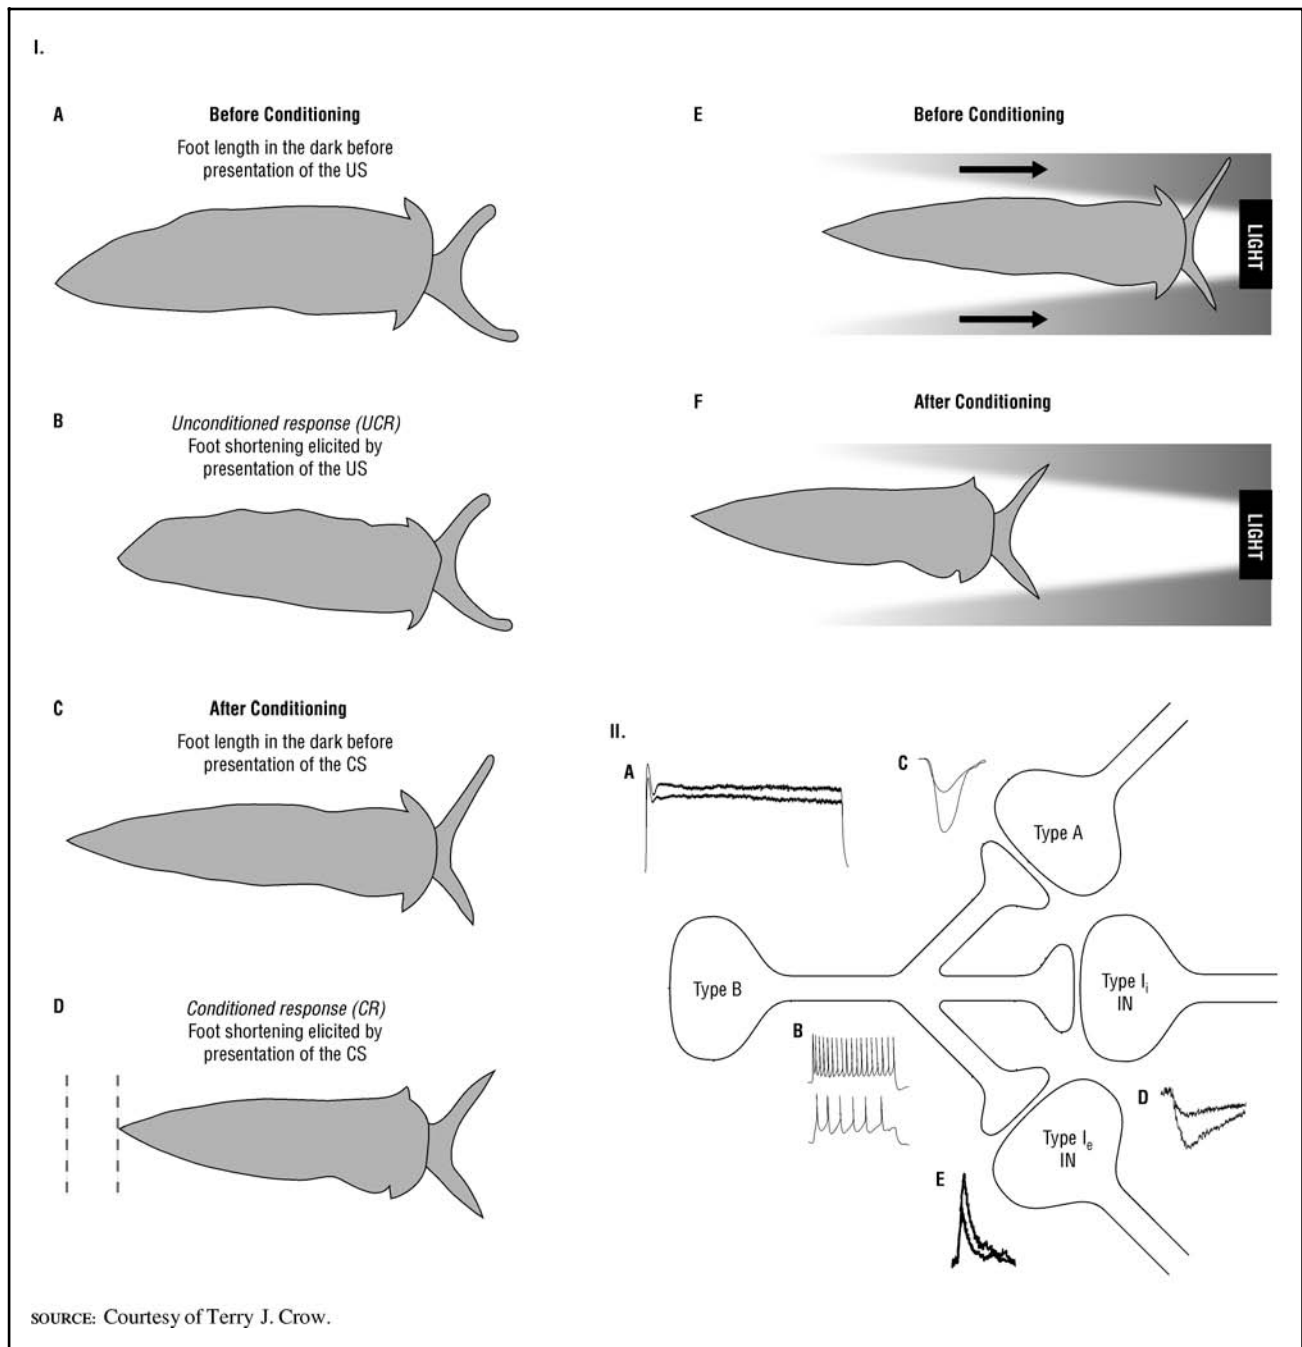 I.
A Before Conditioning
Foot length in the dark before
presentation of the US
B Unconditioned response (UCR)
Foot shortening elicited by
presentation of the US
C After Conditioning
Foot length in the dark before
presentation of the CS
D Conditioned response (CR)
Foot shortening elicited by
presentation of the CS
E Before Conditioning
LIGHT
F After Conditioning
LIGHT
II.
A
C
Type A
Type B
Type Ii
IN
B
D
Type Ie
IN
E
SOURCE: Courtesy of Terry J. Crow.